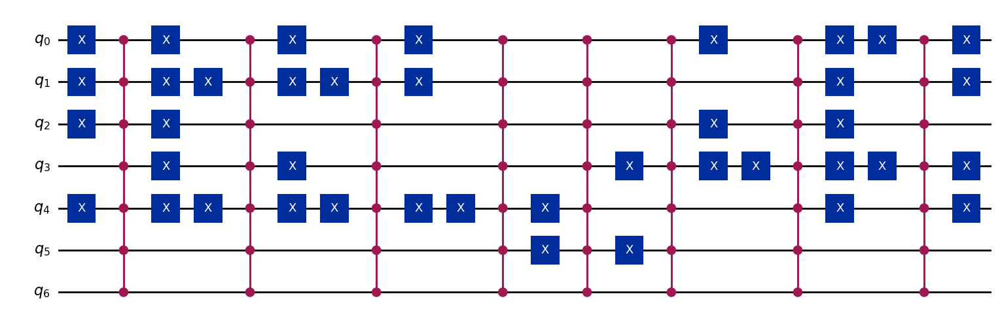 q0 X X X X X X X X
q1 X X X X X X X X
q2 X X X X
q3 X X X X X X X X
q4 X X X X X X X X X X
q5 X X
q6